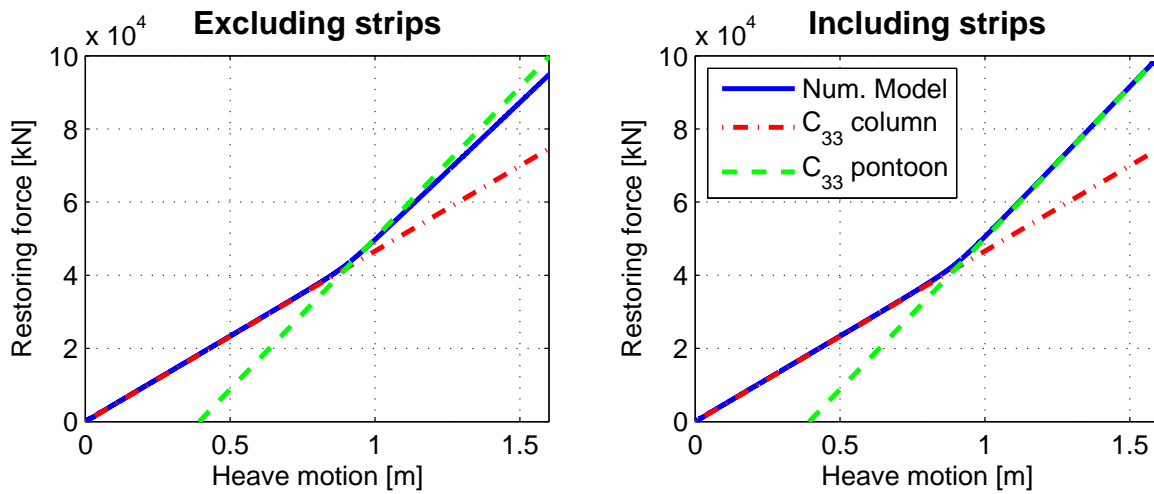 Excluding strips
x 10^4
10
8
6
4
2
0
Restoring force [kN]
0
0.5
1
1.5
Heave motion [m]
Including strips
x 10^4
10
8
6
4
2
0
Restoring force [kN]
0
0.5
1
1.5
Heave motion [m]
Num. Model
C_33 column
C_33 pontoon